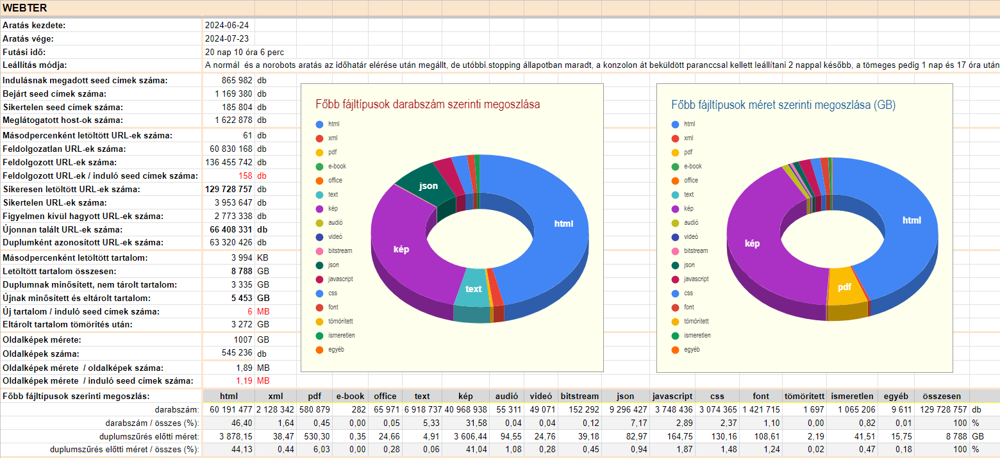 WEBTER
Aratás kezdete: 2024-06-24
Aratás vége: 2024-07-23
Futási idő: 20 nap 10 óra 6 perc
Leállítás módja: A normál és a norobots aratás az időhatár elérése után megállt, de utóbbi stopping állapotban maradt, a konzolon át beküldött paranccsal kellett leállítani 2 nappal később, a tömeges pedig 1 nap és 17 óra után
Indulásnak megadott seed címek száma: 865 982 db
Bejárt seed címek száma: 1 169 380 db
Sikertelen seed címek száma: 185 804 db
Meglátogatott host-ok száma: 1 622 878 db
Másodpercenként letöltött URL-ek száma: 61 db
Feldolgozatlan URL-ek száma: 60 830 168 db
Feldolgozott URL-ek száma: 136 455 742 db
Feldolgozott URL-ek / induló seed címek száma: 158 db
Sikeresen letöltött URL-ek száma: 129 728 757 db
Sikertelen URL-ek száma: 3 953 647 db
Figyelmen kívül hagyott URL-ek száma: 2 773 338 db
Újonnan talált URL-ek száma: 66 408 331 db
Duplumként azonosított URL-ek száma: 63 320 426 db
Másodpercenként letöltött tartalom: 3 994 KB
Letöltött tartalom összesen: 8 788 GB
Duplumnak minősített, nem tárolt tartalom: 3 335 GB
Újnak minősített és eltárolt tartalom: 5 453 GB
Új tartalom / induló seed címek száma: 6 MB
Eltárolt tartalom tömörítés után: 3 272 GB
Oldalképek mérete: 1007 GB
Oldalképek száma: 545 236 db
Oldalképek mérete / oldalképek száma: 1,89 MB
Oldalképek mérete / induló seed címek száma: 1,19 MB
Főbb fájltípusok darabszám szerinti megoszlása
html
xml
pdf
e-book
office
text
kép
audió
videó
bitstream
json
javascript
css
font
tömörített
ismeretlen
egyéb
json
html
kép
text
Főbb fájltípusok méret szerinti megoszlása (GB)
html
xml
pdf
e-book
office
text
kép
audió
videó
bitstream
json
javascript
css
font
tömörített
ismeretlen
egyéb
html
kép
pdf
Főbb fájltípusok szerinti megoszlás: html xml pdf e-book office text kép audió videó bitstream json javascript css font tömörített ismeretlen egyéb összesen
darabszám: 60 191 477 2 128 342 580 879 282 65 971 6 918 737 40 968 938 55 311 49 071 152 292 9 296 427 3 748 436 3 074 365 1 421 715 1 697 1 065 206 9 611 129 728 757 db
darabszám / összes (%): 46,40 1,64 0,45 0,00 0,05 5,33 31,58 0,04 0,04 0,12 7,17 2,89 2,37 1,10 0,00 0,82 0,01 100 %
duplumszűrés előtti méret: 3 878,15 38,47 530,30 0,35 24,66 4,91 3 606,44 94,55 24,76 39,18 82,97 164,75 130,16 108,61 2,19 41,51 15,75 8 788 GB
duplumszűrés előtti méret / összes (%): 44,13 0,44 6,03 0,00 0,28 0,06 41,04 1,08 0,28 0,45 0,94 1,87 1,48 1,24 0,02 0,47 0,18 100 %